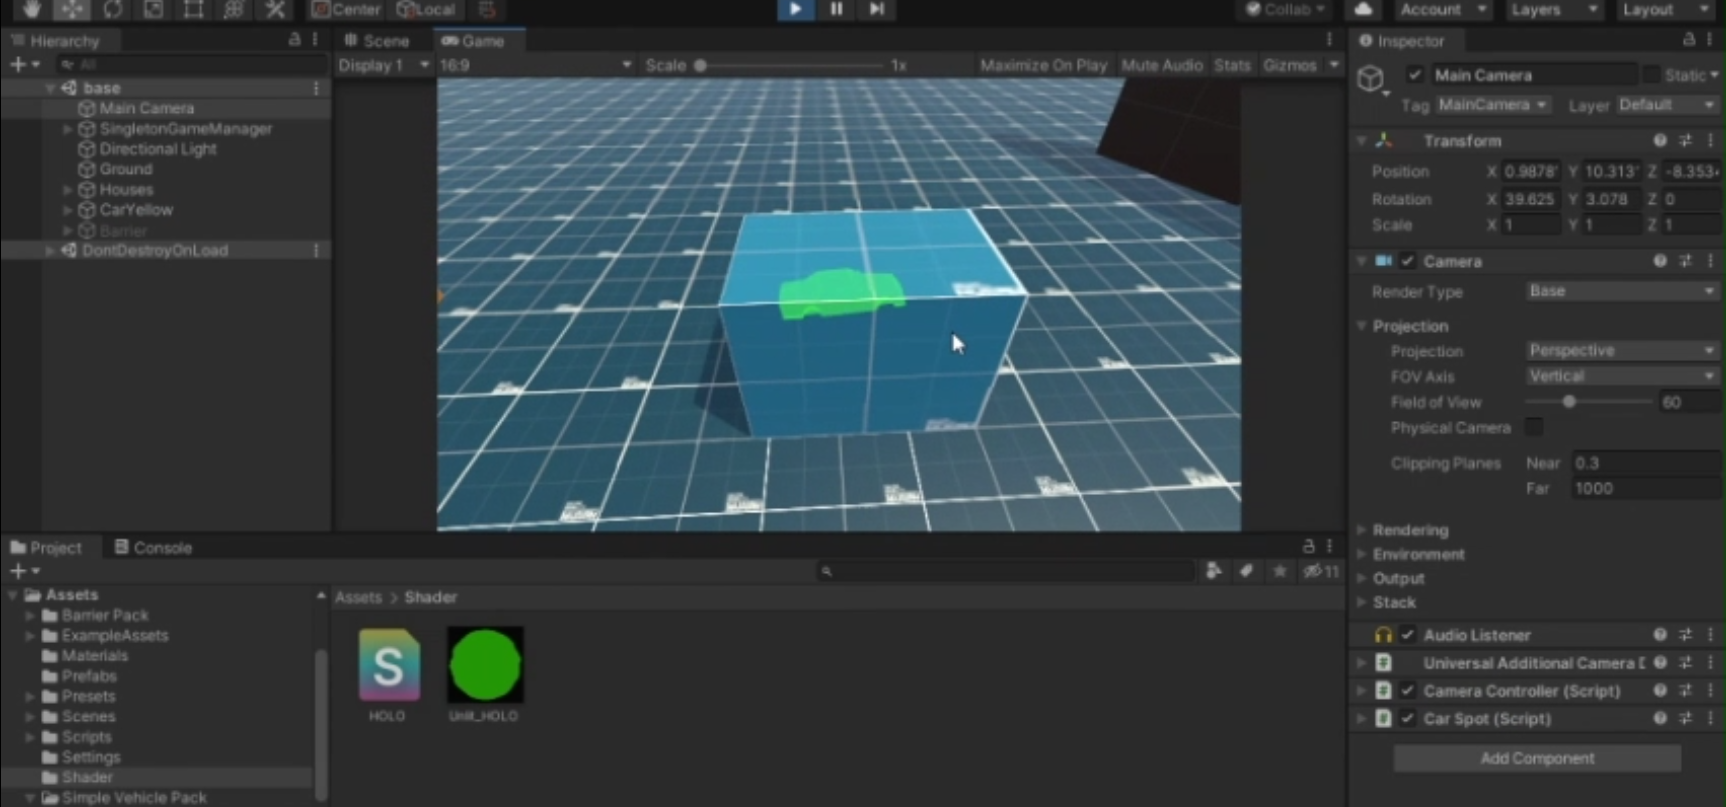 Center Local Collab Account Layers Layout
Hierarchy
All
base
Main Camera
SingletonGameManager
Directional Light
Ground
Houses
CarYellow
Barrier
DontDestroyOnLoad
Scene Game
Display 1 16:9 Scale 1x Maximize On Play Mute Audio Stats Gizmos
Inspector
Main Camera Static
Tag MainCamera Layer Default
Transform
Position X 0.9878 Y 10.313 Z -8.353
Rotation X 39.625 Y 3.078 Z 0
Scale X 1 Y 1 Z 1
Camera
Render Type Base
Projection
Projection Perspective
FOV Axis Vertical
Field of View 60
Physical Camera
Clipping Planes Near 0.3
Far 1000
Rendering
Environment
Output
Stack
Audio Listener
Universal Additional Camera D
Camera Controller (Script)
Car Spot (Script)
Add Component
Project Console
11
Assets
Barrier Pack
ExampleAssets
Materials
Prefabs
Presets
Scenes
Scripts
Settings
Shader
Simple Vehicle Pack
Assets > Shader
S
HOLO Unlit_HOLO